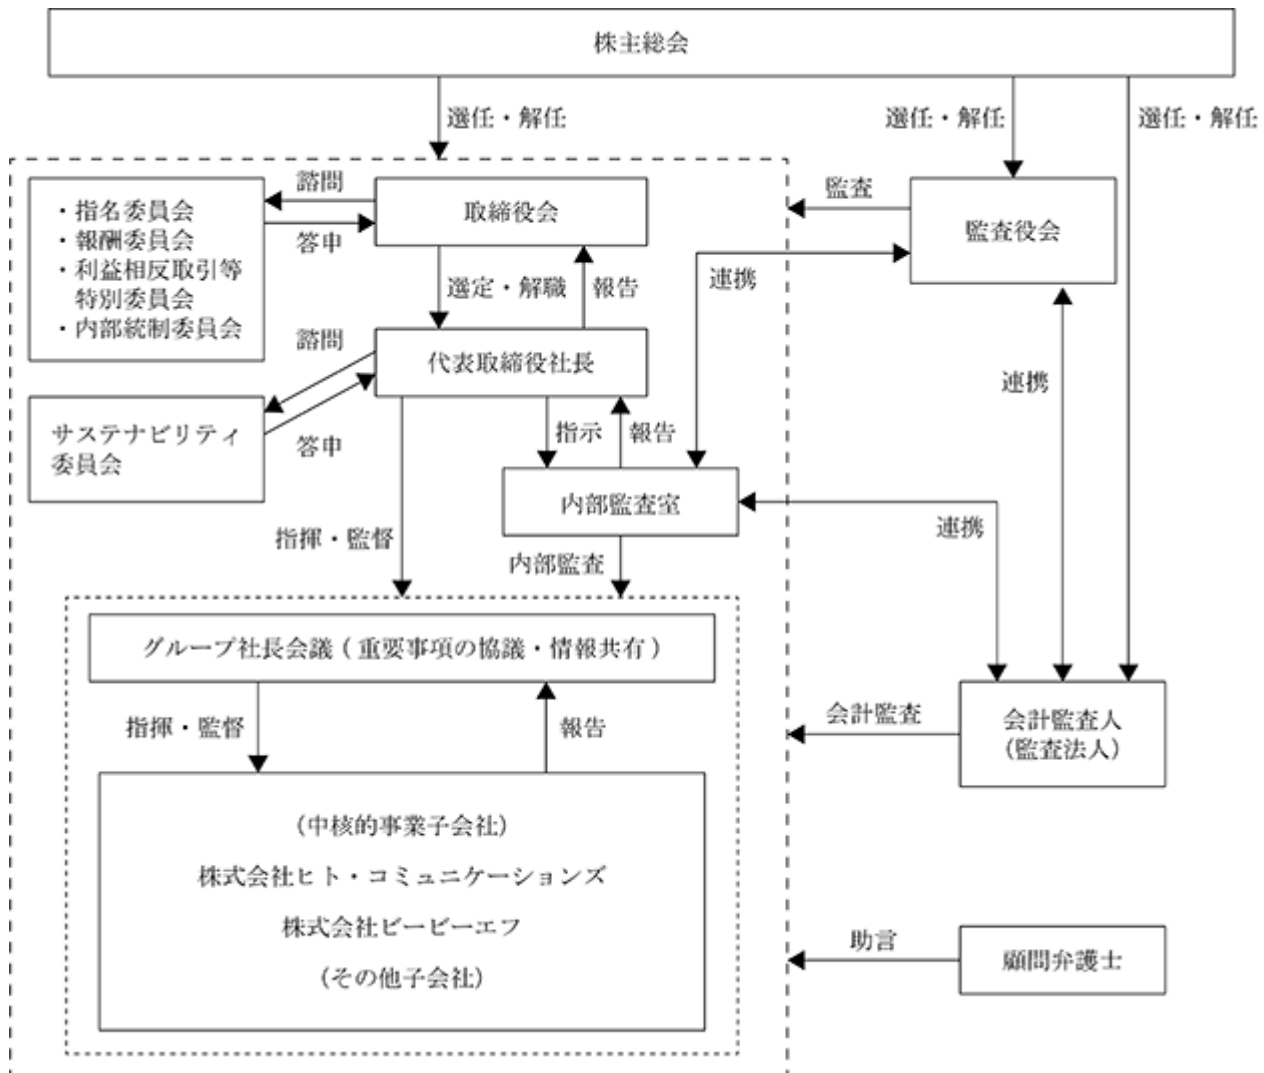 株主総会
選任・解任
選任・解任
選任・解任
・指名委員会
・報酬委員会
・利益相反取引等
特別委員会
・内部統制委員会
諮問
答申
取締役会
監査
監査役会
連携
選定・解職
報告
諮問
答申
代表取締役社長
連携
サステナビリティ
委員会
指示
報告
内部監査室
連携
指揮・監督
内部監査
グループ社長会議（重要事項の協議・情報共有）
指揮・監督
報告
会計監査
会計監査人
（監査法人）
（中核的事業子会社）
株式会社ヒト・コミュニケーションズ
株式会社ビービーエフ
（その他子会社）
助言
顧問弁護士